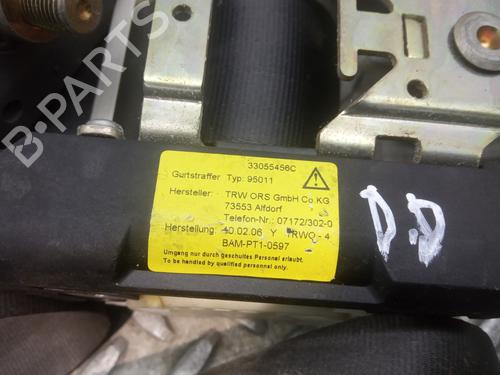 B-PARTS
33055456C
Gurtstraffer Typ: 95011
Hersteller: TRW ORS GmbH Co KG
73553 Alfdorf
Telefon-Nr.: 07172/302-0
Herstellung: 10.02.06 Y TRWO - 4
BAM-PT1-0597
Umgang nur durch geschultes Personal erlaubt.
To be handled by qualified personnel only.
D.D